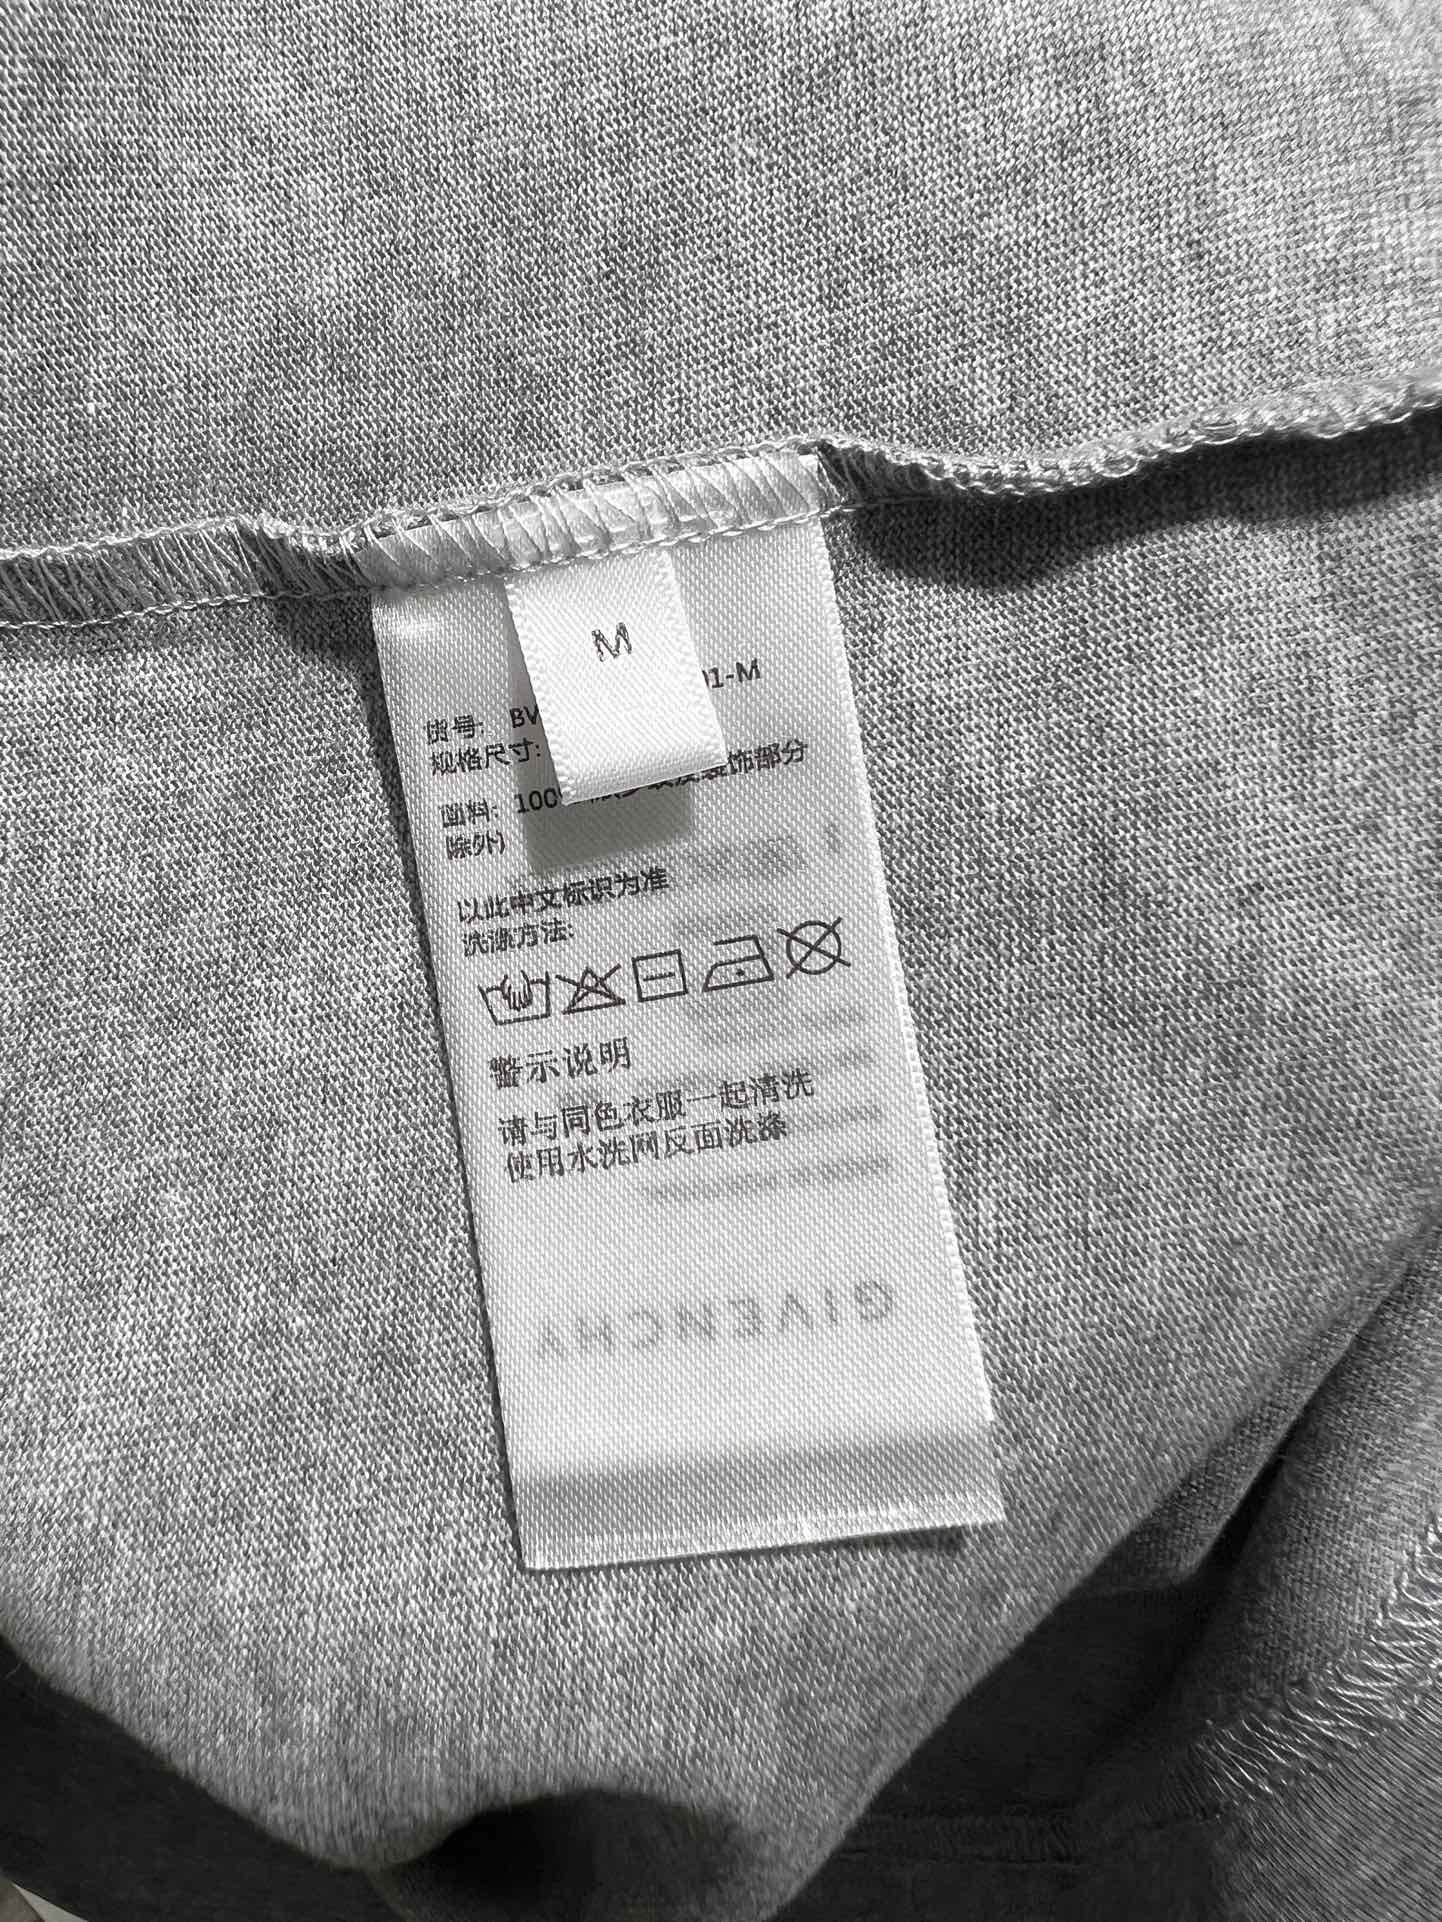 M
01-M
货号: BV
规格尺寸:
面料: 100% 装饰部分
除外)
以此中文标识为准
洗涤方法:
警示说明
请与同色衣服一起清洗
使用水洗网反面洗涤
GIVENCHY